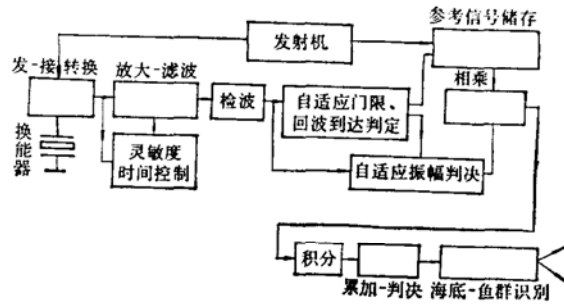 参考信号储存
发射机
发-接 转换
放大-滤波
相乘
检波
自适应门限、
回波到达判定
换
能
器
灵敏度
时间控制
自适应振幅判决
积分
累加-判决
海底-鱼群识别